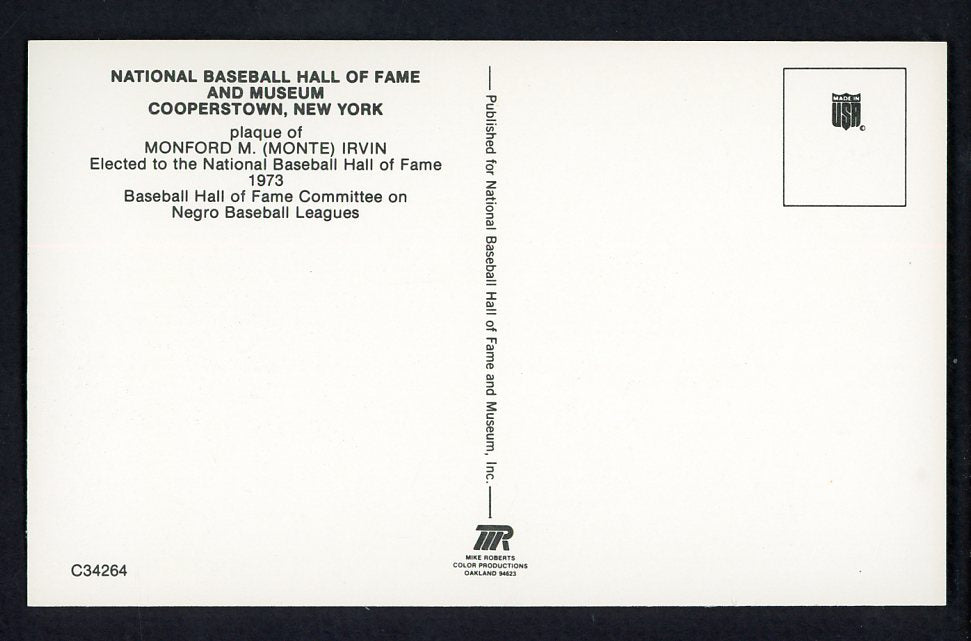 NATIONAL BASEBALL HALL OF FAME
AND MUSEUM
COOPERSTOWN, NEW YORK
plaque of
MONFORD M. (MONTE) IRVIN
Elected to the National Baseball Hall of Fame
1973
Baseball Hall of Fame Committee on
Negro Baseball Leagues
C34264
Published for National Baseball Hall of Fame and Museum, Inc.
MR
MIKE ROBERTS
COLOR PRODUCTIONS
OAKLAND 94623
MADE IN
USA ©